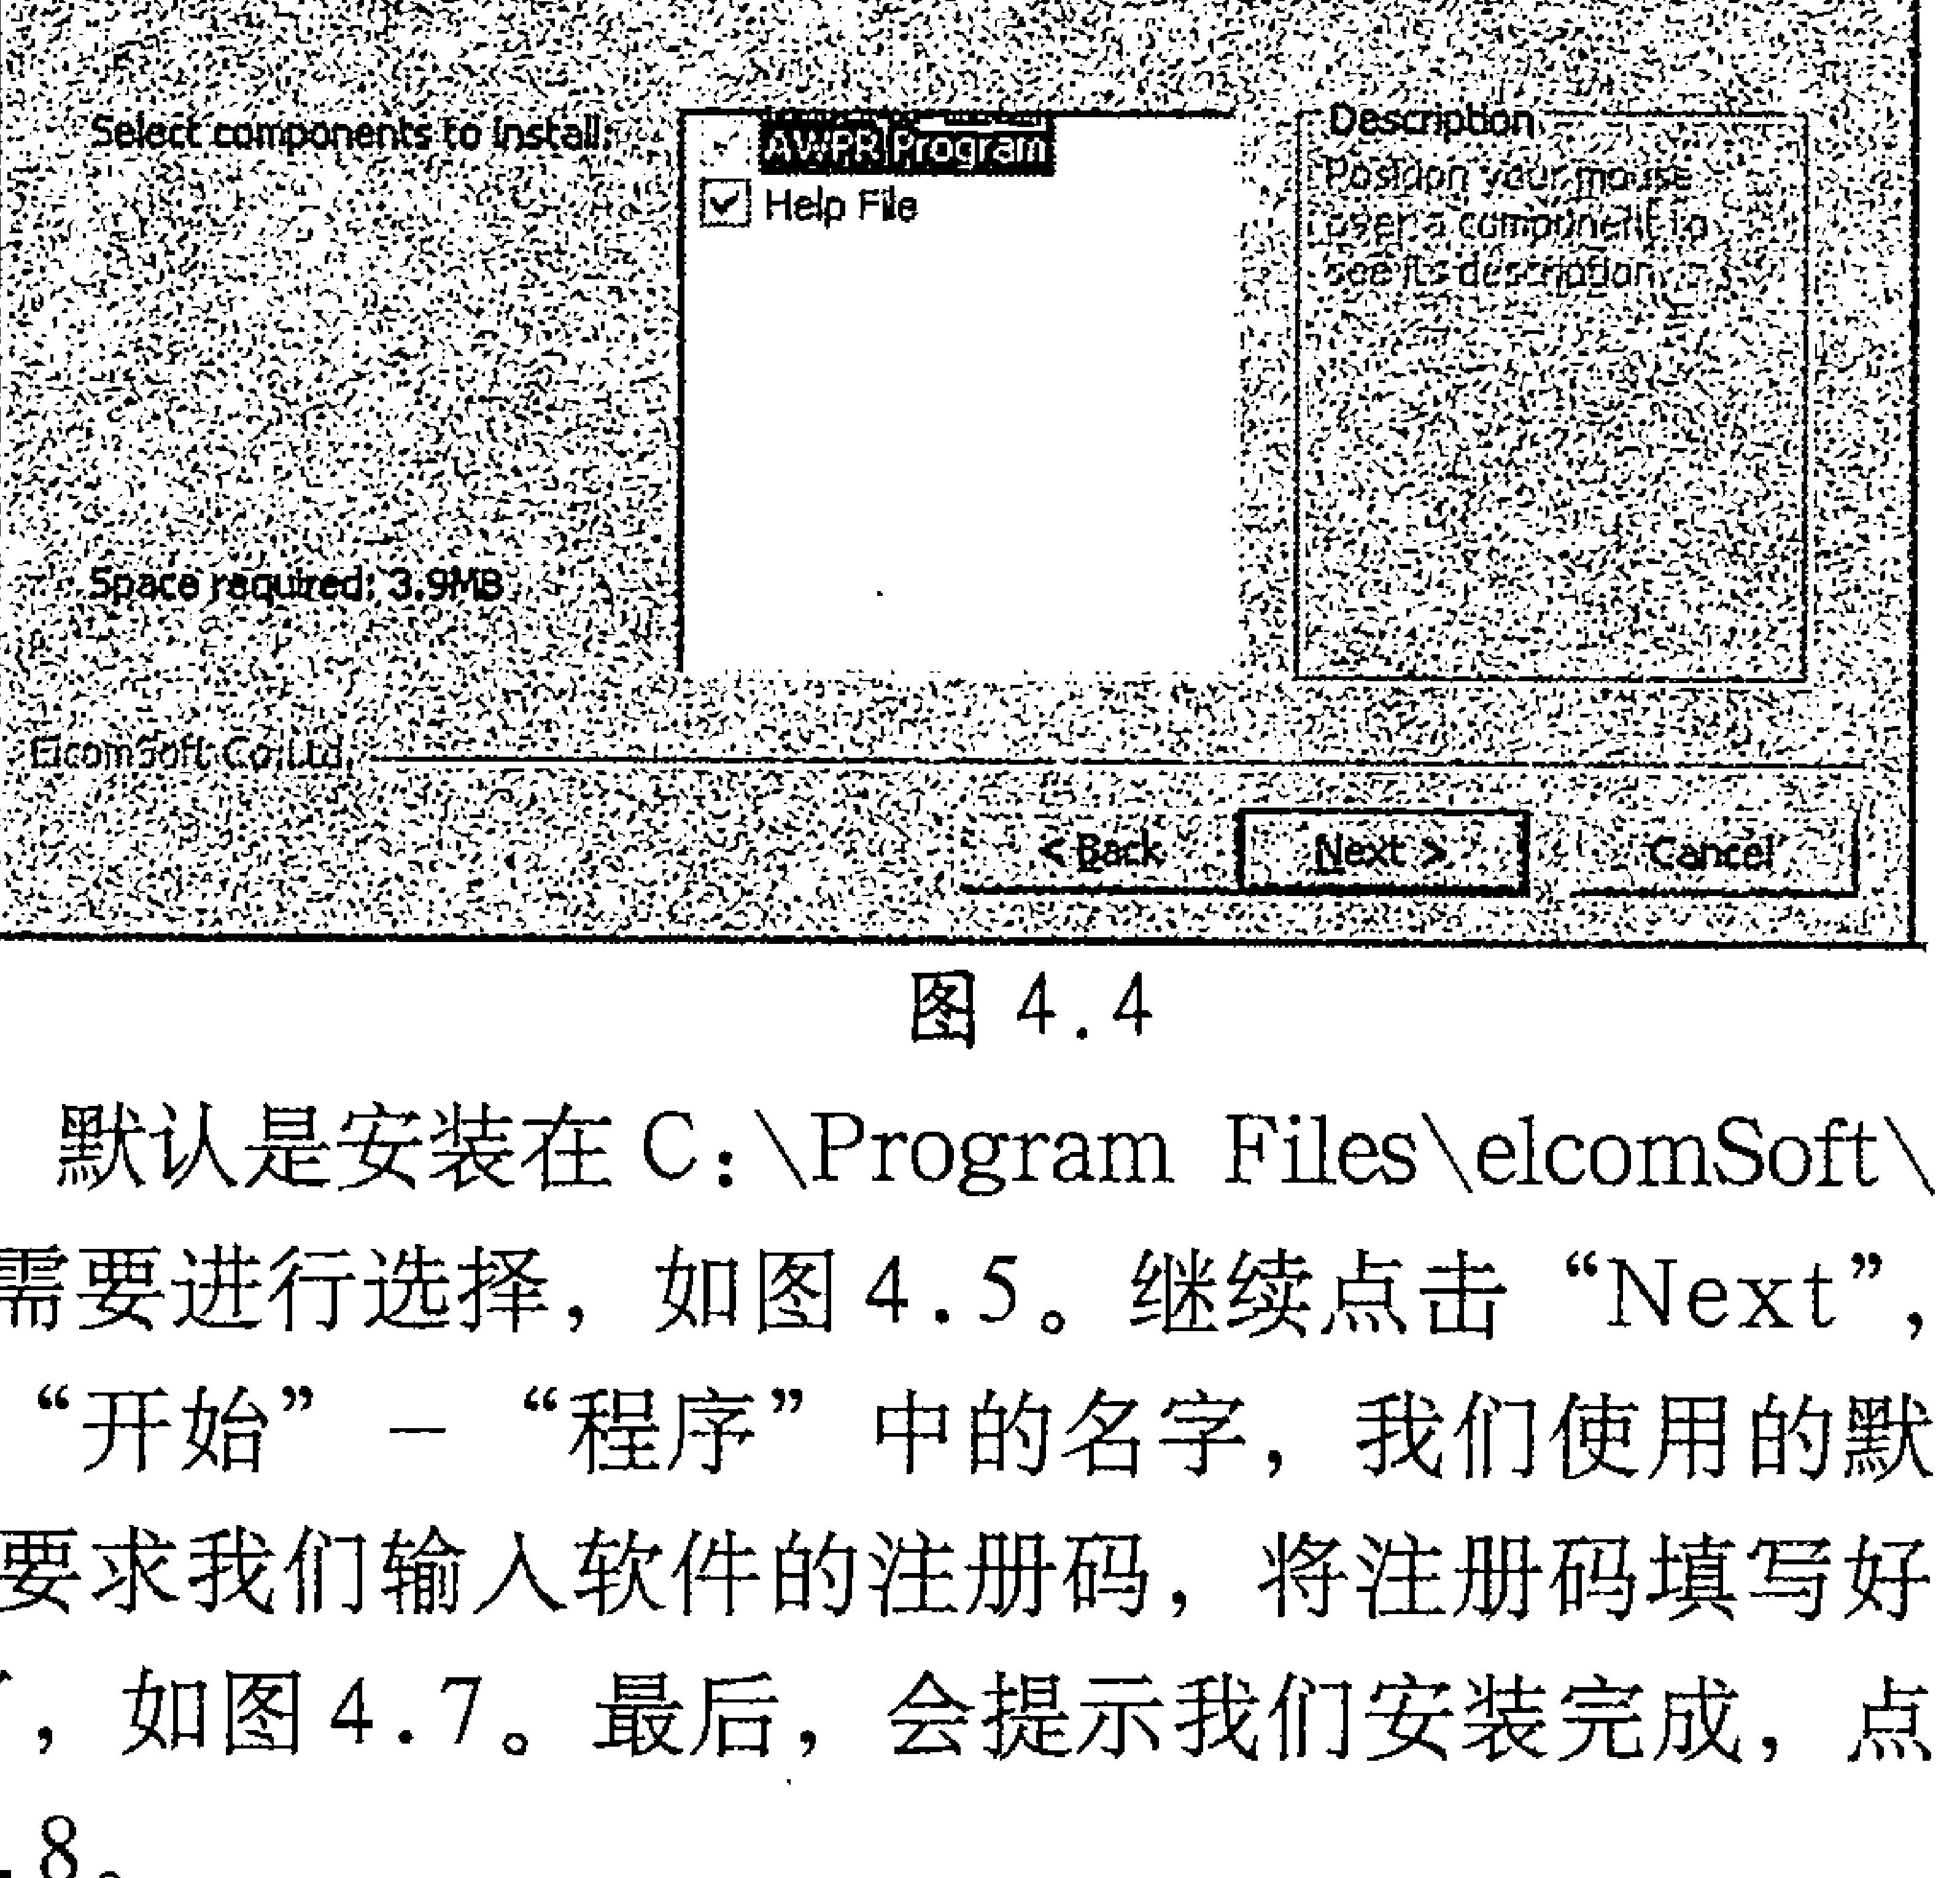 Select components to install:
AWPR Program
Help File
Description
Position your mouse
over a component to
see its description.
Space required: 3.9MB
ElcomSoft Co.Ltd.
< Back
Next >
Cancel
图 4.4
默认是安装在 C:\Program Files\elcomSoft\
需要进行选择，如图 4.5。继续点击“Next”，
“开始”-“程序”中的名字，我们使用的默
要求我们输入软件的注册码，将注册码填写好
，如图 4.7。最后，会提示我们安装完成，点
.8。